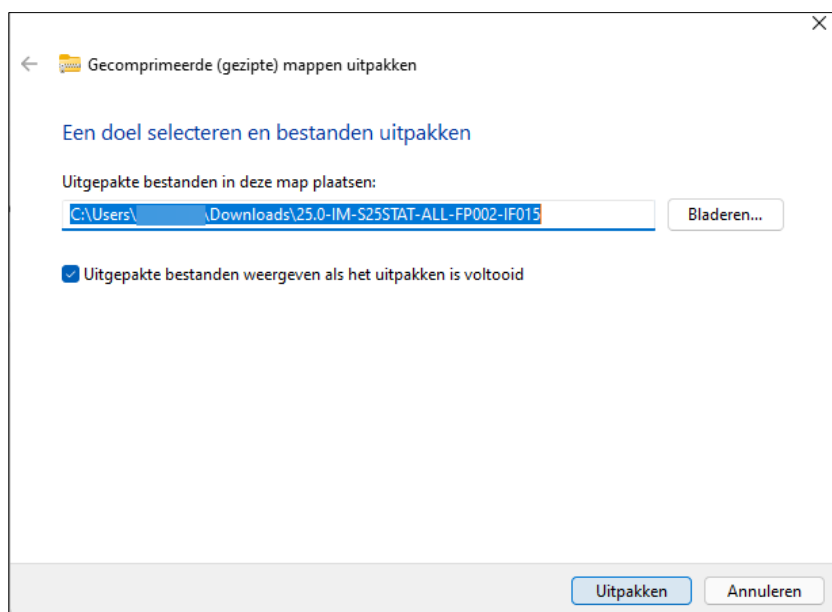 Gecomprimeerde (gezipte) mappen uitpakken
Een doel selecteren en bestanden uitpakken
Uitgepakte bestanden in deze map plaatsen:
C:\Users\ \Downloads\25.0-IM-S25STAT-ALL-FP002-IF015
Bladeren...
Uitgepakte bestanden weergeven als het uitpakken is voltooid
Uitpakken
Annuleren